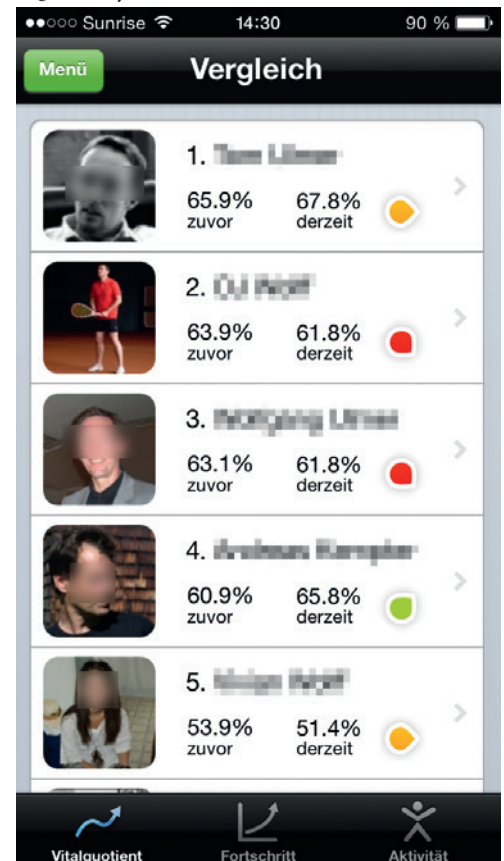 Sunrise 14:30 90 %
Menü Vergleich
1.
65.9% 67.8%
zuvor derzeit
2.
63.9% 61.8%
zuvor derzeit
3.
63.1% 61.8%
zuvor derzeit
4.
60.9% 65.8%
zuvor derzeit
5.
53.9% 51.4%
zuvor derzeit
Vitalquotient Fortschritt Aktivität